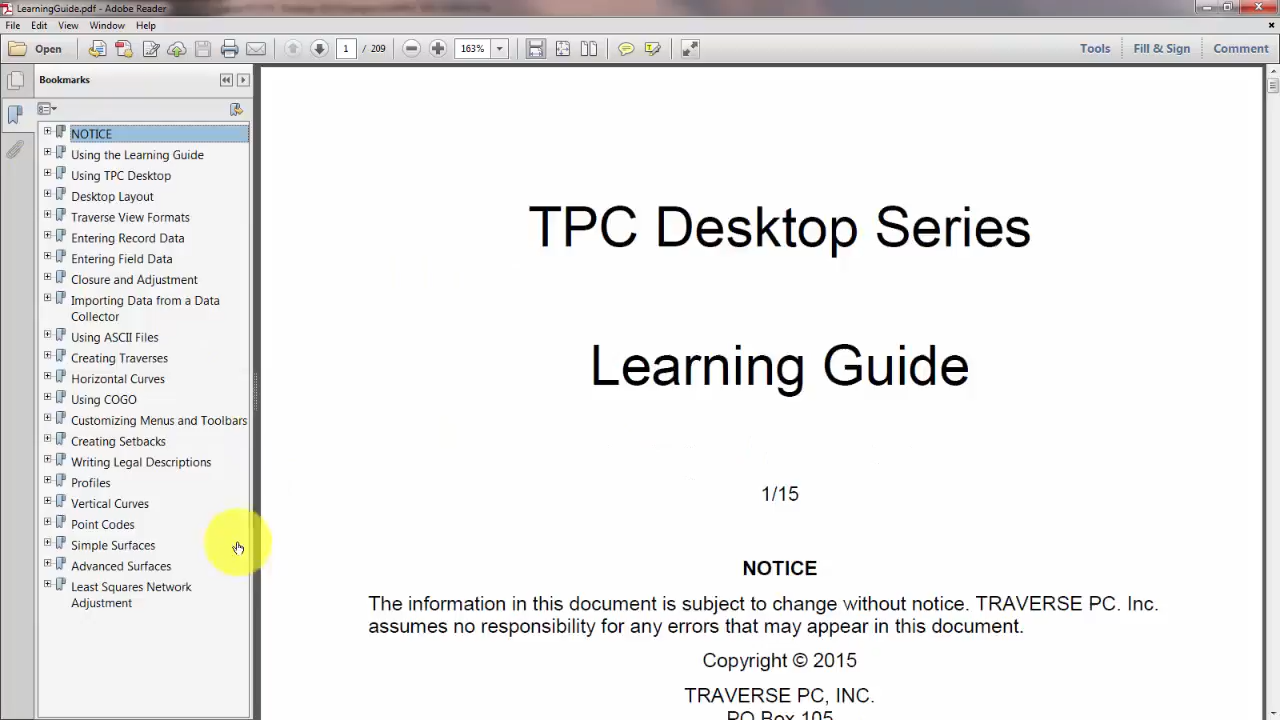 LearningGuide.pdf - Adobe Reader
File Edit View Window Help
Open 1 / 209 163% Tools Fill & Sign Comment
Bookmarks
NOTICE
Using the Learning Guide
Using TPC Desktop
Desktop Layout
Traverse View Formats
Entering Record Data
Entering Field Data
Closure and Adjustment
Importing Data from a Data
Collector
Using ASCII Files
Creating Traverses
Horizontal Curves
Using COGO
Customizing Menus and Toolbars
Creating Setbacks
Writing Legal Descriptions
Profiles
Vertical Curves
Point Codes
Simple Surfaces
Advanced Surfaces
Least Squares Network
Adjustment
TPC Desktop Series
Learning Guide
1/15
NOTICE
The information in this document is subject to change without notice. TRAVERSE PC. Inc.
assumes no responsibility for any errors that may appear in this document.
Copyright © 2015
TRAVERSE PC, INC.
PO Box 105